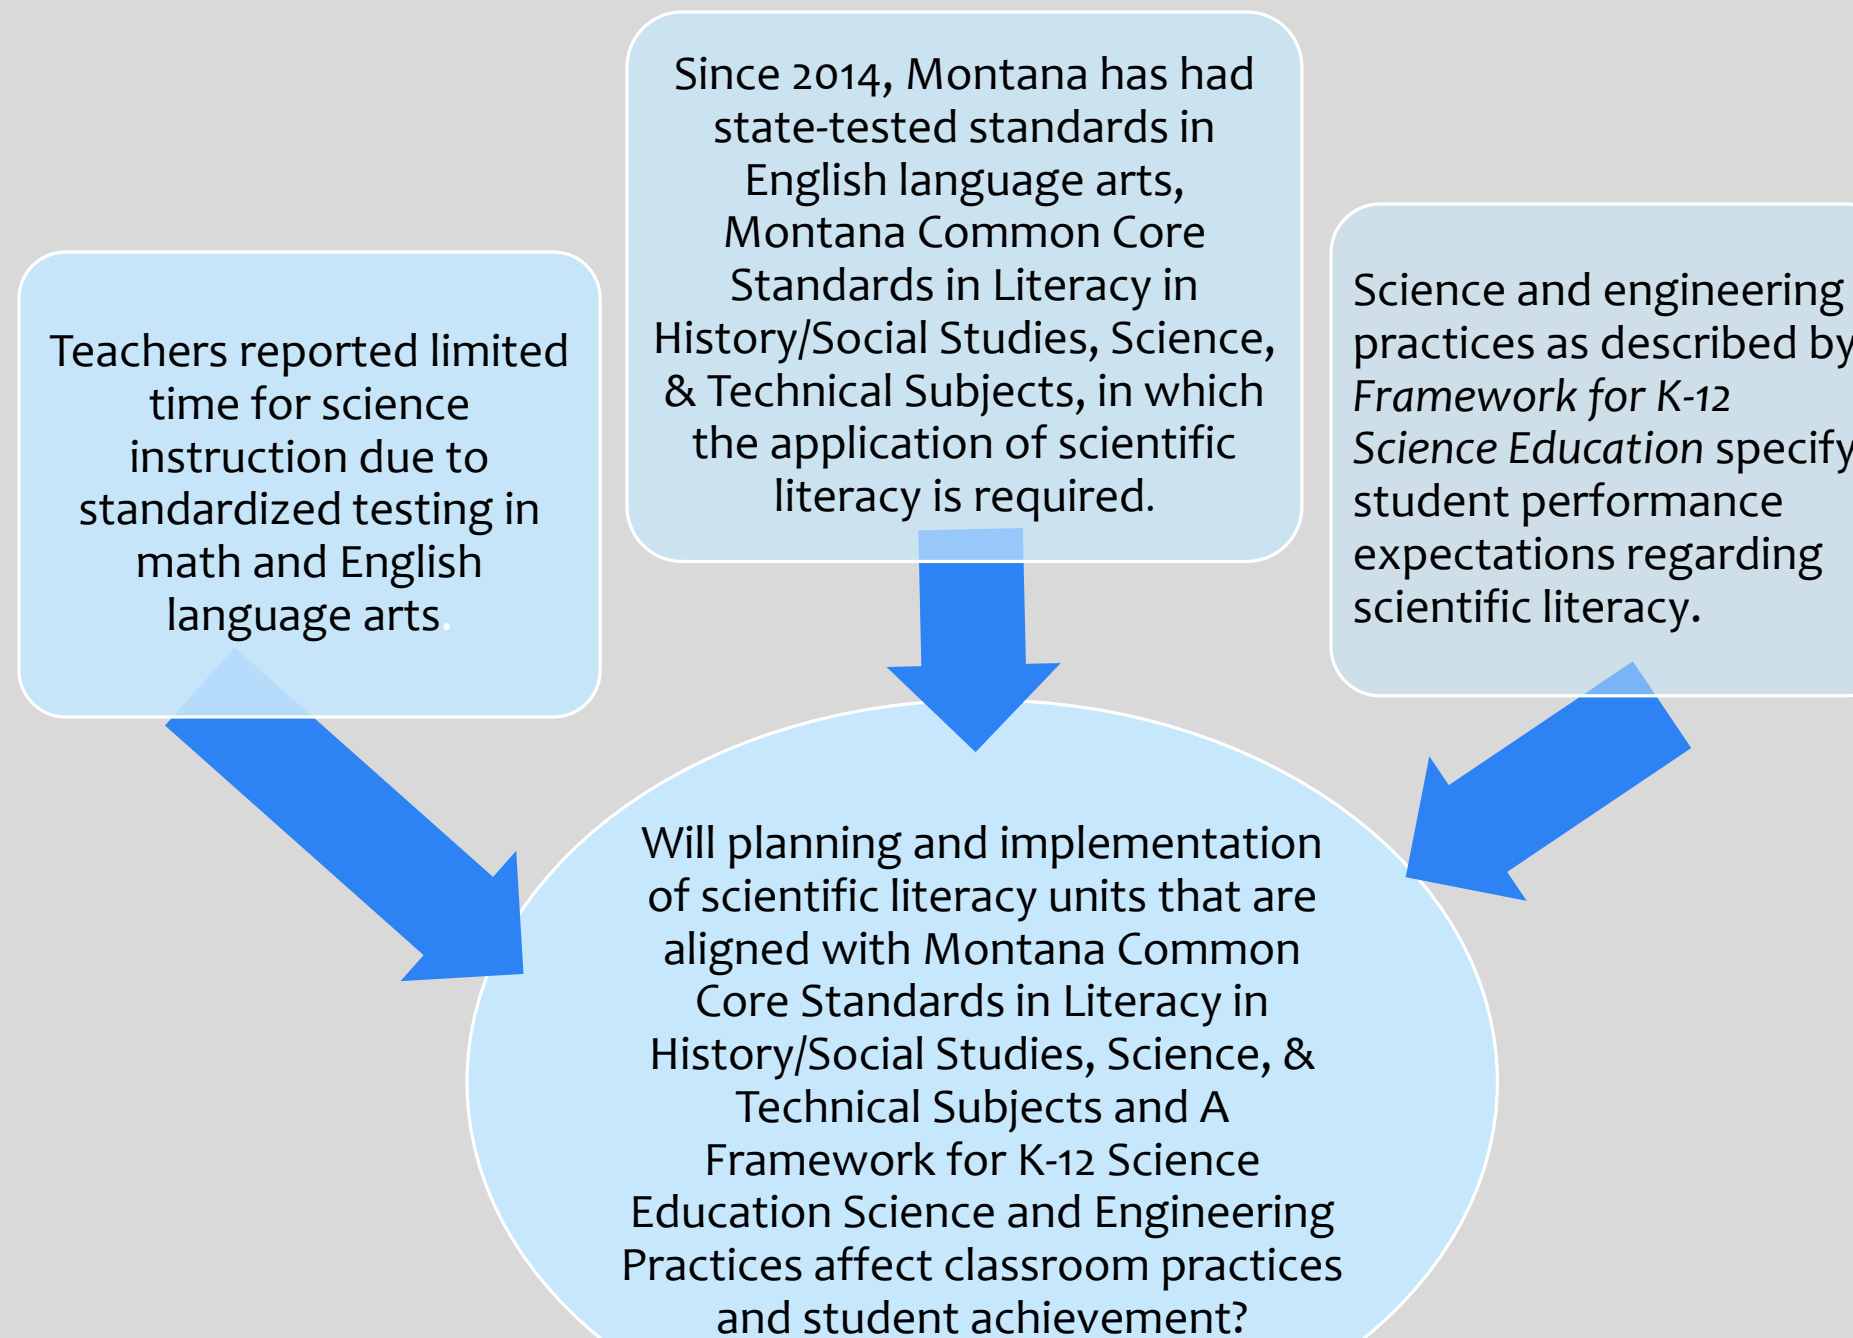 Teachers reported limited
time for science
instruction due to
standardized testing in
math and English
language arts.
Since 2014, Montana has had
state-tested standards in
English language arts,
Montana Common Core
Standards in Literacy in
History/Social Studies, Science,
& Technical Subjects, in which
the application of scientific
literacy is required.
Science and engineering
practices as described by
Framework for K-12
Science Education specify
student performance
expectations regarding
scientific literacy.
Will planning and implementation
of scientific literacy units that are
aligned with Montana Common
Core Standards in Literacy in
History/Social Studies, Science, &
Technical Subjects and A
Framework for K-12 Science
Education Science and Engineering
Practices affect classroom practices
and student achievement?